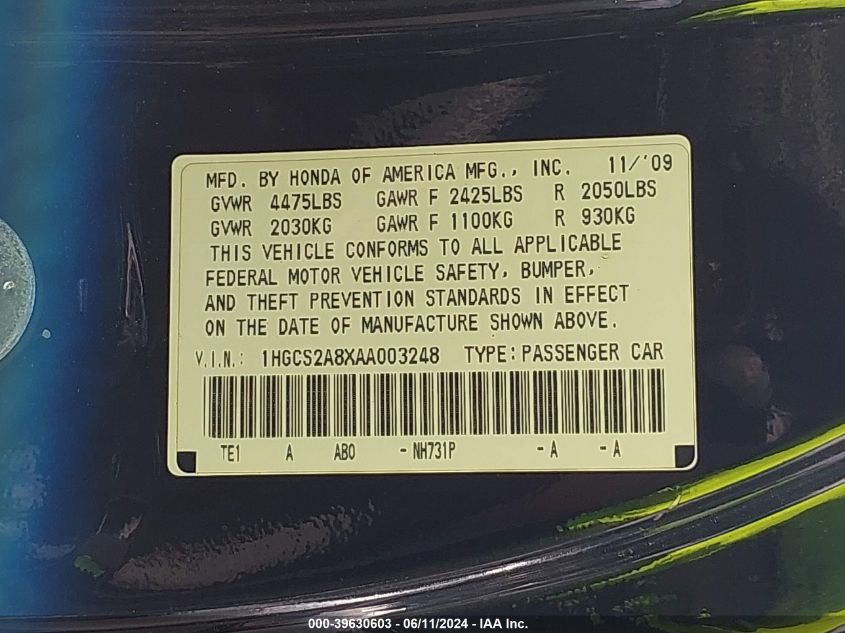 MFD. BY HONDA OF AMERICA MFG., INC. 11/'09
GVWR 4475LBS GAWR F 2425LBS R 2050LBS
GVWR 2030KG GAWR F 1100KG R 930KG
THIS VEHICLE CONFORMS TO ALL APPLICABLE
FEDERAL MOTOR VEHICLE SAFETY, BUMPER,
AND THEFT PREVENTION STANDARDS IN EFFECT
ON THE DATE OF MANUFACTURE SHOWN ABOVE.
V.I.N.: 1HGCS2A8XAA003248 TYPE: PASSENGER CAR
TE1 A AB0 - NH731P - A - A
000-39630603 - 06/11/2024 - IAA Inc.